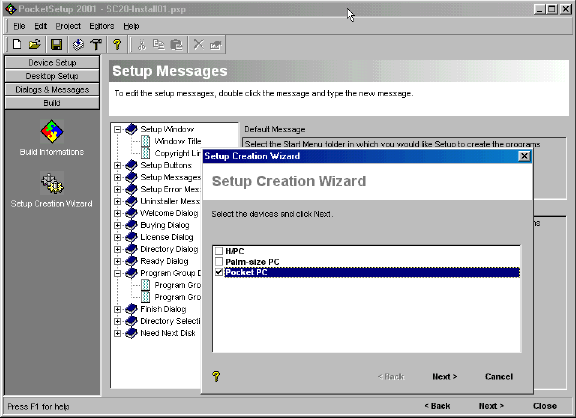 PocketSetup 2001 - SC20-Install01.psp
File Edit Project Editors Help
Device Setup
Desktop Setup
Dialogs & Messages
Build
Build Informations
Setup Creation Wizard
Setup Messages
To edit the setup messages, double click the message and type the new message.
Setup Window
Window Title
Copyright Lin
Setup Buttons
Setup Messages
Setup Error Mes
Uninstaller Mess
Welcome Dialog
Buying Dialog
License Dialog
Directory Dialog
Ready Dialog
Program Group D
Program Gro
Program Gro
Finish Dialog
Directory Selecti
Need Next Disk
Default Message
Select the Start Menu folder in which you would like Setup to create the programs
ns
Setup Creation Wizard
Setup Creation Wizard
Select the devices and click Next.
H/PC
Palm-size PC
Pocket PC
< Back Next > Cancel
Press F1 for help
< Back Next > Close